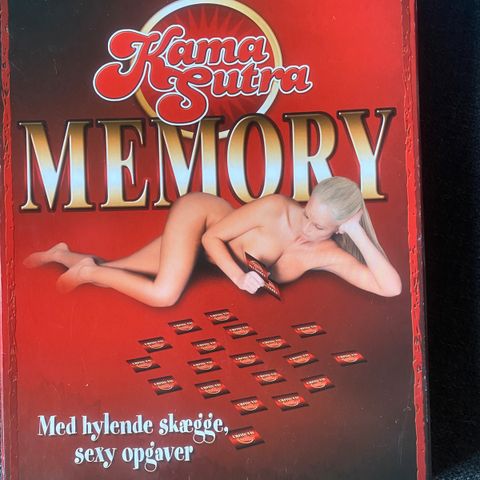 Kama
Sutra
MEMORY
Med hylende skægge,
sexy opgaver